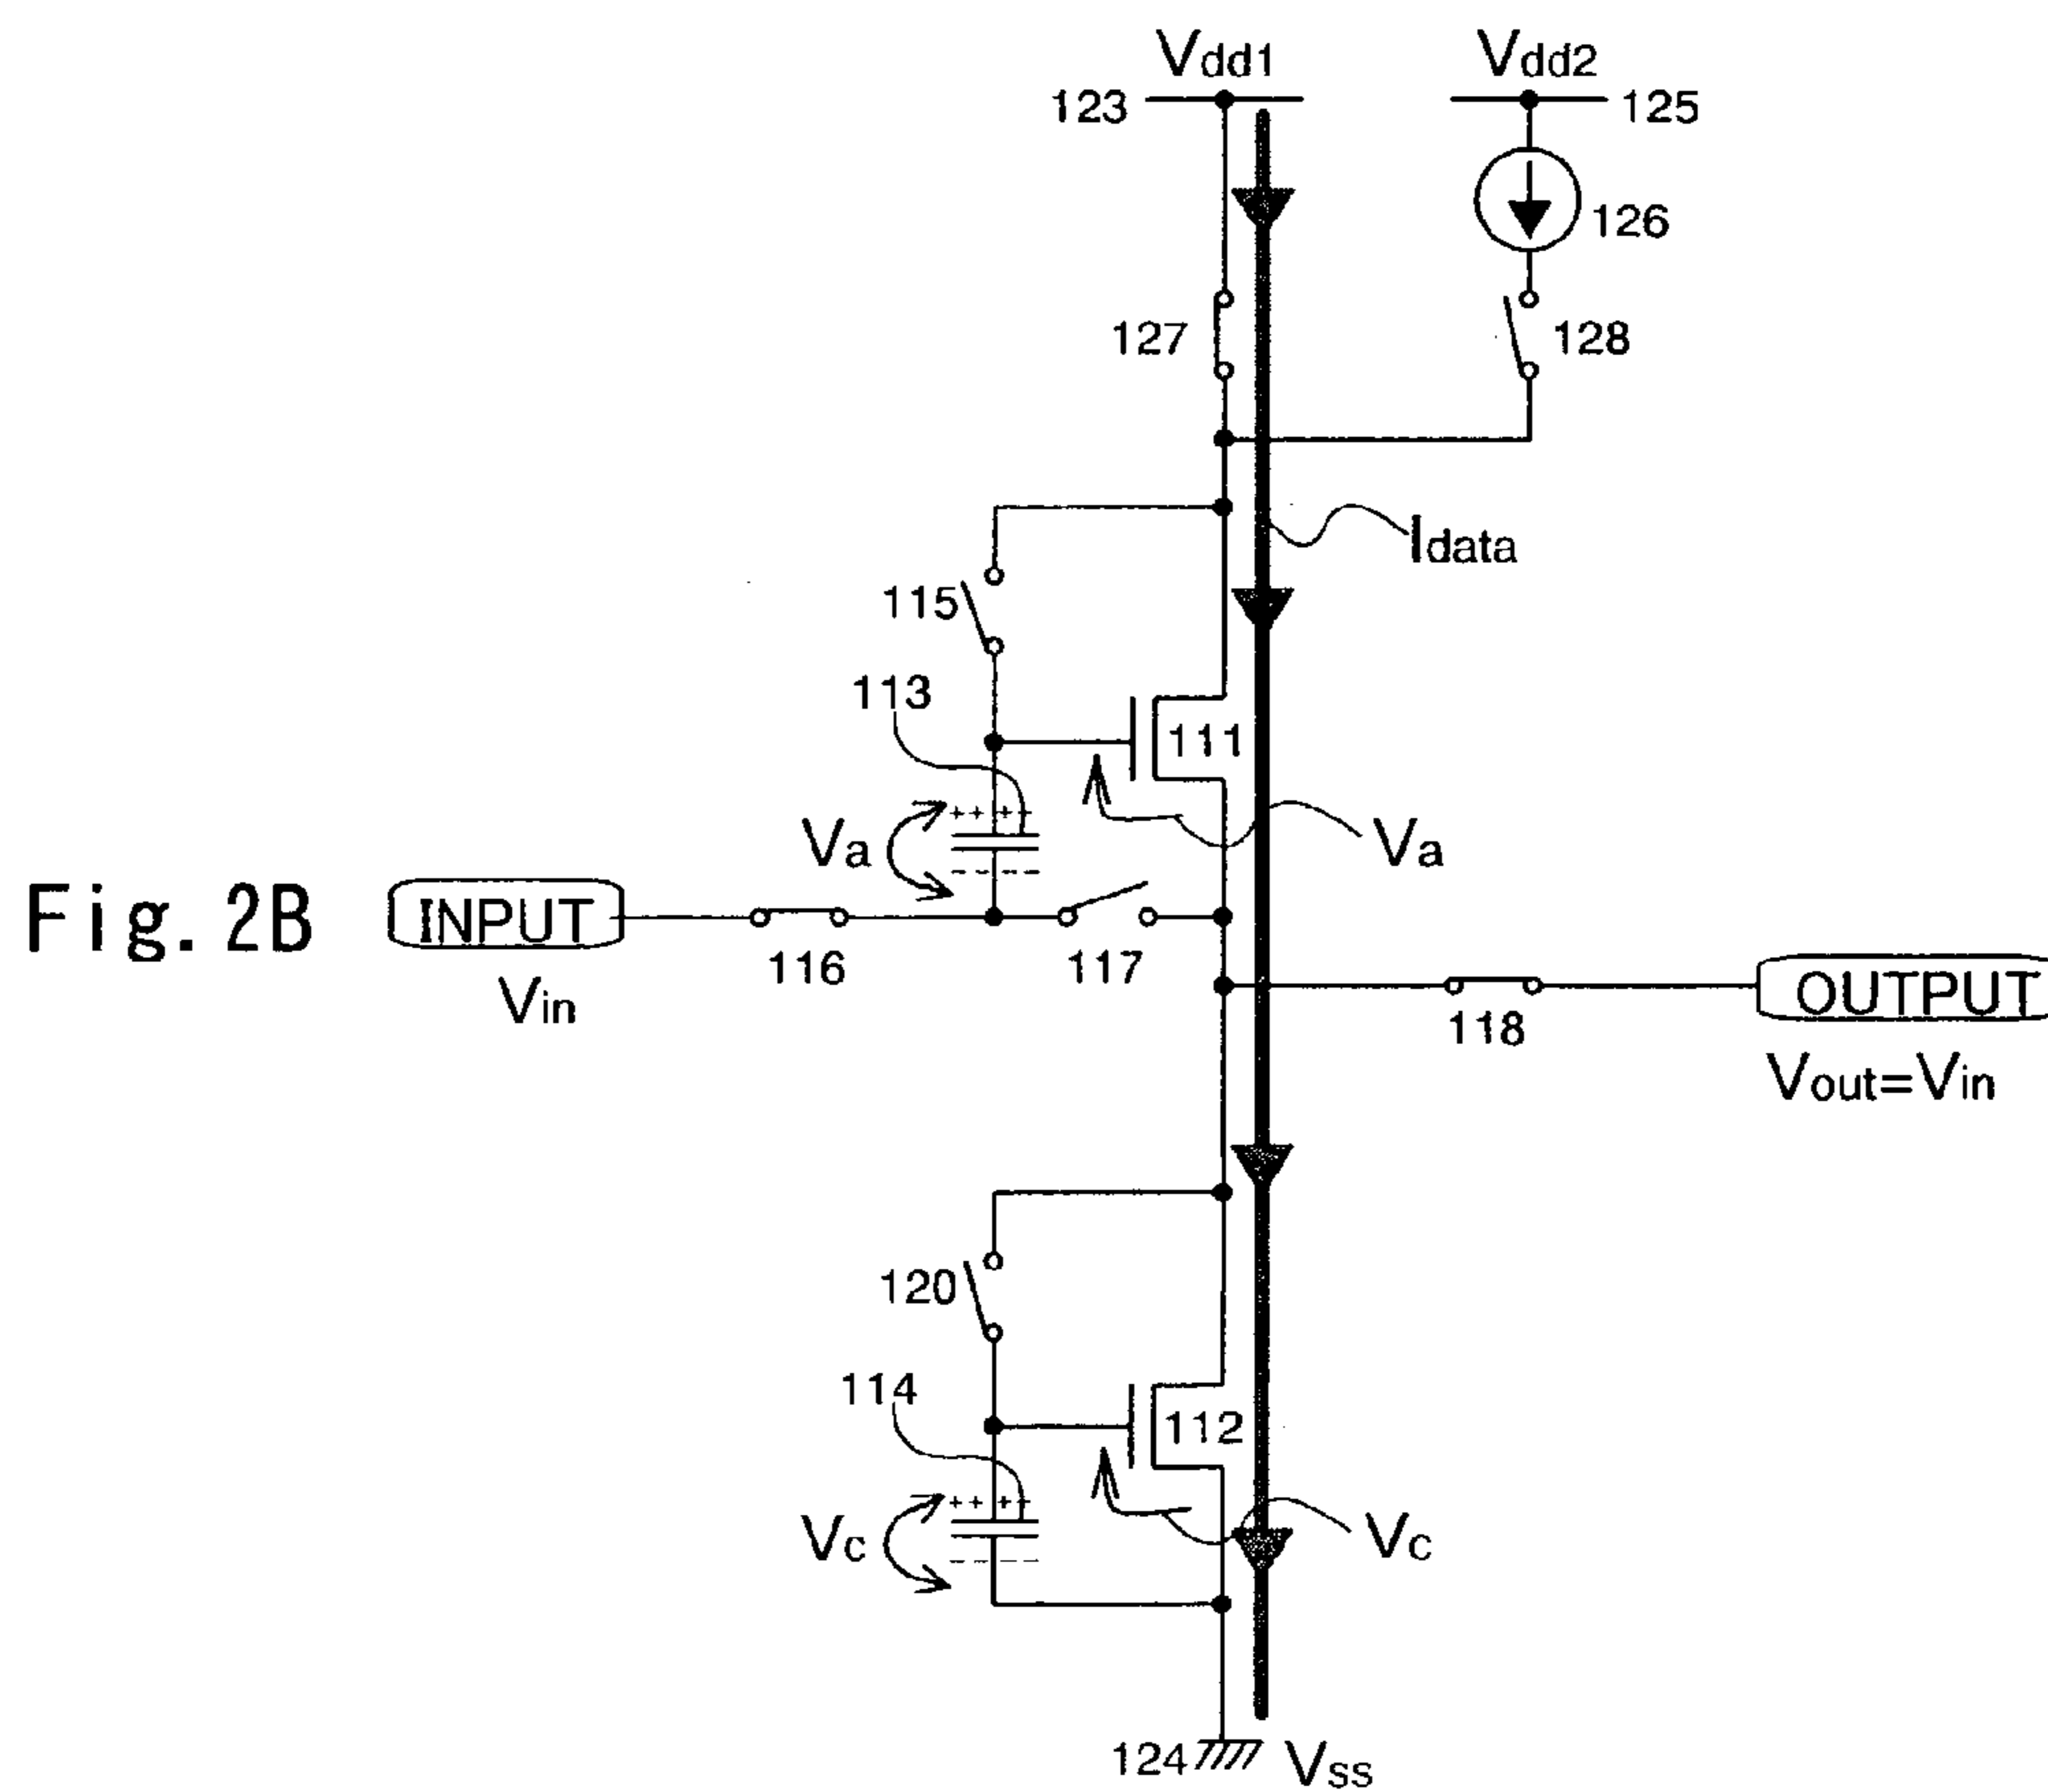 Vdd1
Vdd2
123
125
126
127
128
Idata
115
113
111
Va
Va
Fig. 2B
INPUT
116
117
OUTPUT
Vin
118
Vout=Vin
120
114
112
Vc
Vc
124
Vss